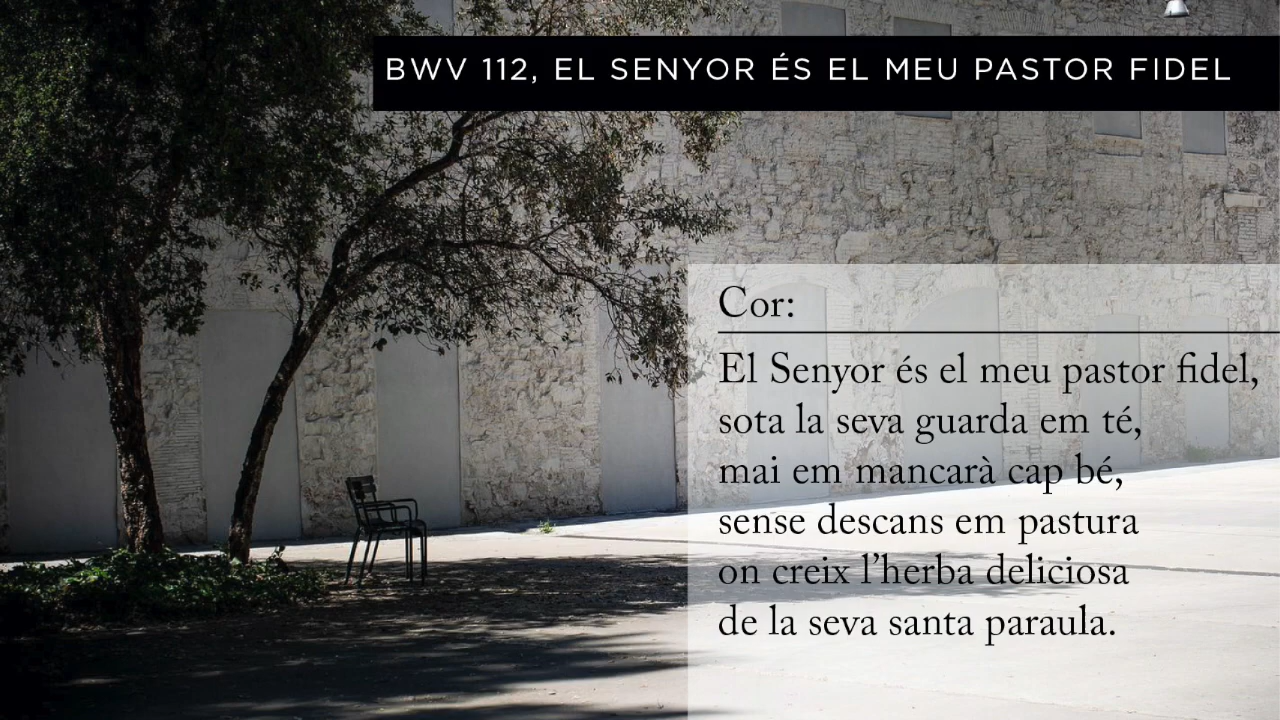 BWV 112, EL SENYOR ÉS EL MEU PASTOR FIDEL
Cor:
El Senyor és el meu pastor fidel,
sota la seva guarda em té,
mai em mancarà cap bé,
sense descans em pastura
on creix l’herba deliciosa
de la seva santa paraula.